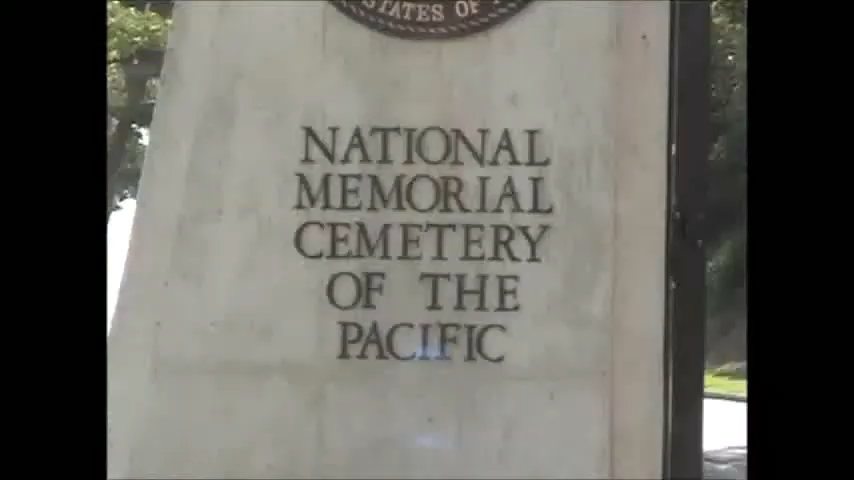 STATES OF
NATIONAL
MEMORIAL
CEMETERY
OF THE
PACIFIC